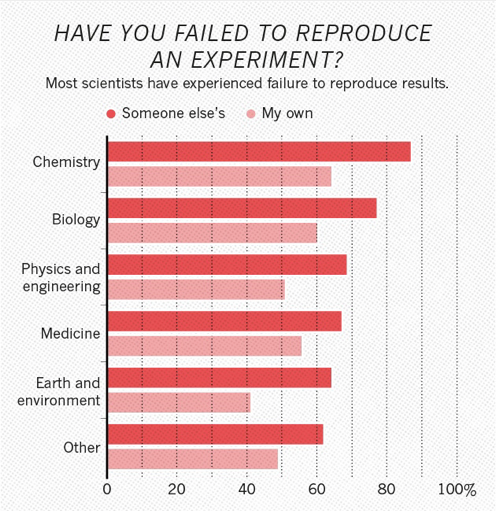 HAVE YOU FAILED TO REPRODUCE
AN EXPERIMENT?
Most scientists have experienced failure to reproduce results.
Someone else's My own
Chemistry
Biology
Physics and
engineering
Medicine
Earth and
environment
Other
0 20 40 60 80 100%